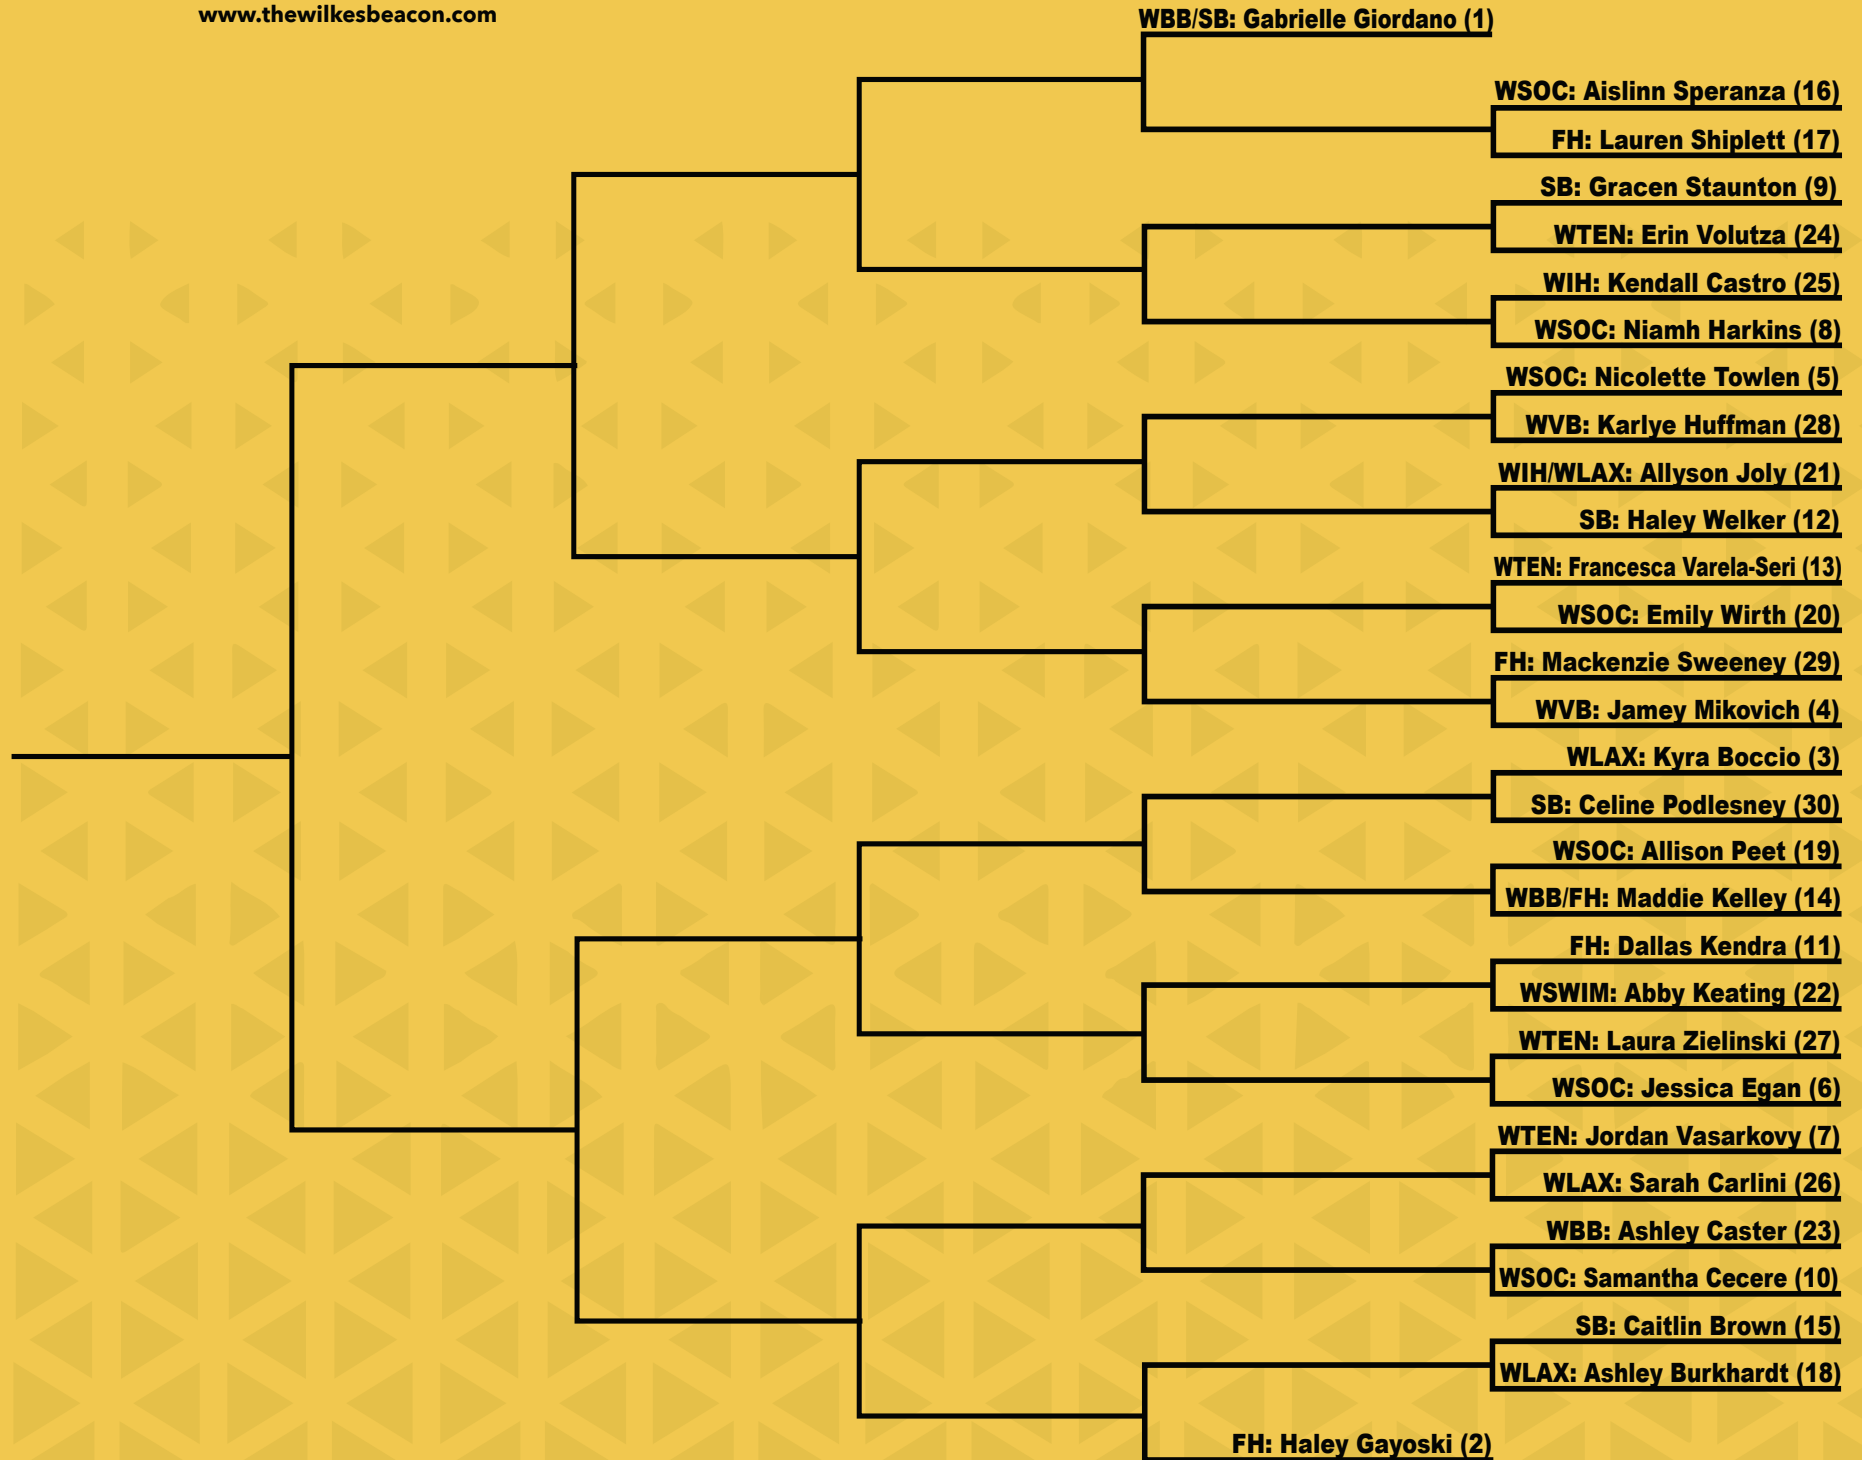 www.thewilkesbeacon.com
WBB/SB: Gabrielle Giordano (1)
WSOC: Aislinn Speranza (16)
FH: Lauren Shiplett (17)
SB: Gracen Staunton (9)
WTEN: Erin Volutza (24)
WIH: Kendall Castro (25)
WSOC: Niamh Harkins (8)
WSOC: Nicolette Towlen (5)
WVB: Karlye Huffman (28)
WIH/WLAX: Allyson Joly (21)
SB: Haley Welker (12)
WTEN: Francesca Varela-Seri (13)
WSOC: Emily Wirth (20)
FH: Mackenzie Sweeney (29)
WVB: Jamey Mikovich (4)
WLAX: Kyra Boccio (3)
SB: Celine Podlesney (30)
WSOC: Allison Peet (19)
WBB/FH: Maddie Kelley (14)
FH: Dallas Kendra (11)
WSWIM: Abby Keating (22)
WTEN: Laura Zielinski (27)
WSOC: Jessica Egan (6)
WTEN: Jordan Vasarkovy (7)
WLAX: Sarah Carlini (26)
WBB: Ashley Caster (23)
WSOC: Samantha Cecere (10)
SB: Caitlin Brown (15)
WLAX: Ashley Burkhardt (18)
FH: Haley Gayoski (2)